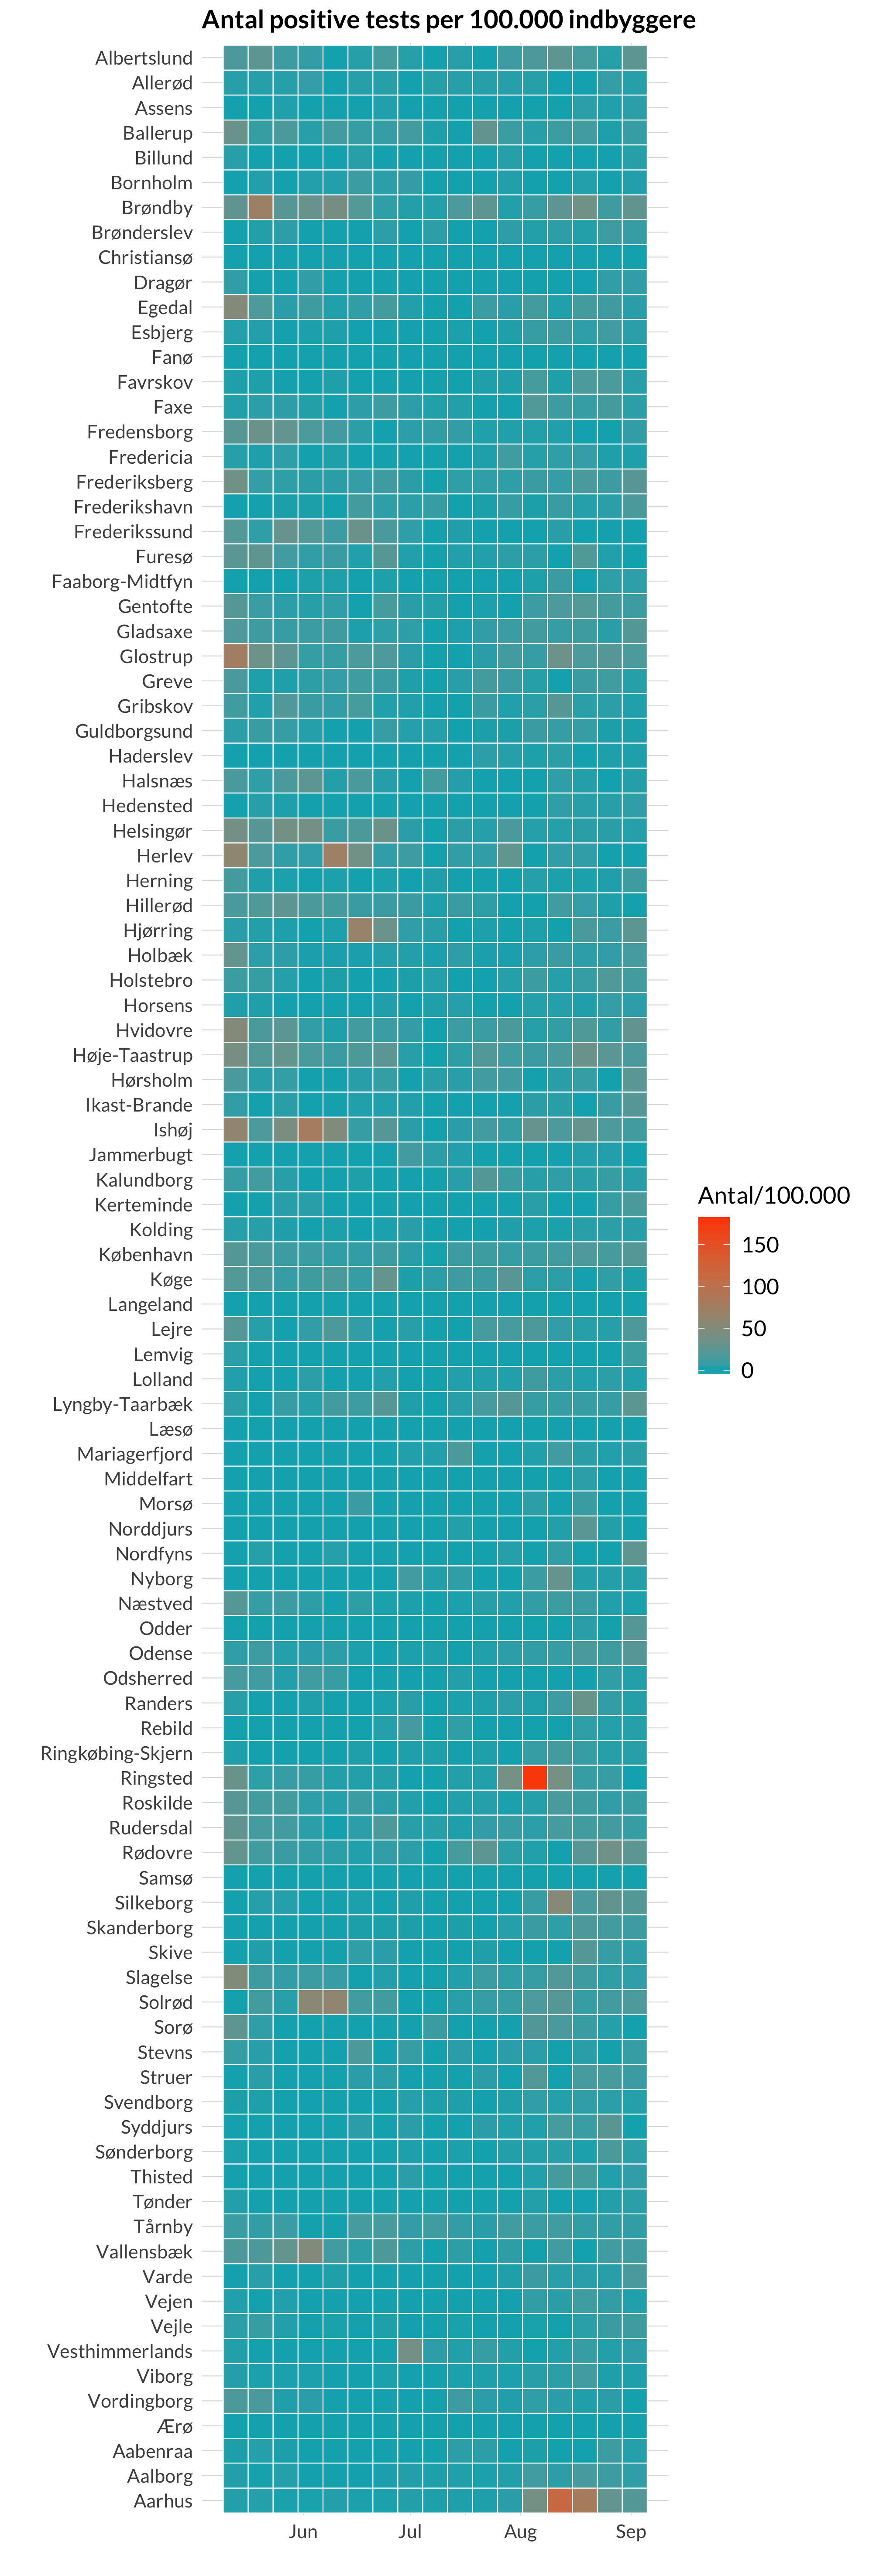 Antal positive tests per 100.000 indbyggere
Albertslund
Allerød
Assens
Ballerup
Billund
Bornholm
Brøndby
Brønderslev
Christiansø
Dragør
Egedal
Esbjerg
Fanø
Favrskov
Faxe
Fredensborg
Fredericia
Frederiksberg
Frederikshavn
Frederikssund
Furesø
Faaborg-Midtfyn
Gentofte
Gladsaxe
Glostrup
Greve
Gribskov
Guldborgsund
Haderslev
Halsnæs
Hedensted
Helsingør
Herlev
Herning
Hillerød
Hjørring
Holbæk
Holstebro
Horsens
Hvidovre
Høje-Taastrup
Hørsholm
Ikast-Brande
Ishøj
Jammerbugt
Kalundborg
Kerteminde
Kolding
København
Køge
Langeland
Lejre
Lemvig
Lolland
Lyngby-Taarbæk
Læsø
Mariagerfjord
Middelfart
Morsø
Norddjurs
Nordfyns
Nyborg
Næstved
Odder
Odense
Odsherred
Randers
Rebild
Ringkøbing-Skjern
Ringsted
Roskilde
Rudersdal
Rødovre
Samsø
Silkeborg
Skanderborg
Skive
Slagelse
Solrød
Sorø
Stevns
Struer
Svendborg
Syddjurs
Sønderborg
Thisted
Tønder
Tårnby
Vallensbæk
Varde
Vejen
Vejle
Vesthimmerlands
Viborg
Vordingborg
Ærø
Aabenraa
Aalborg
Aarhus
Jun Jul Aug Sep
Antal/100.000
150
100
50
0